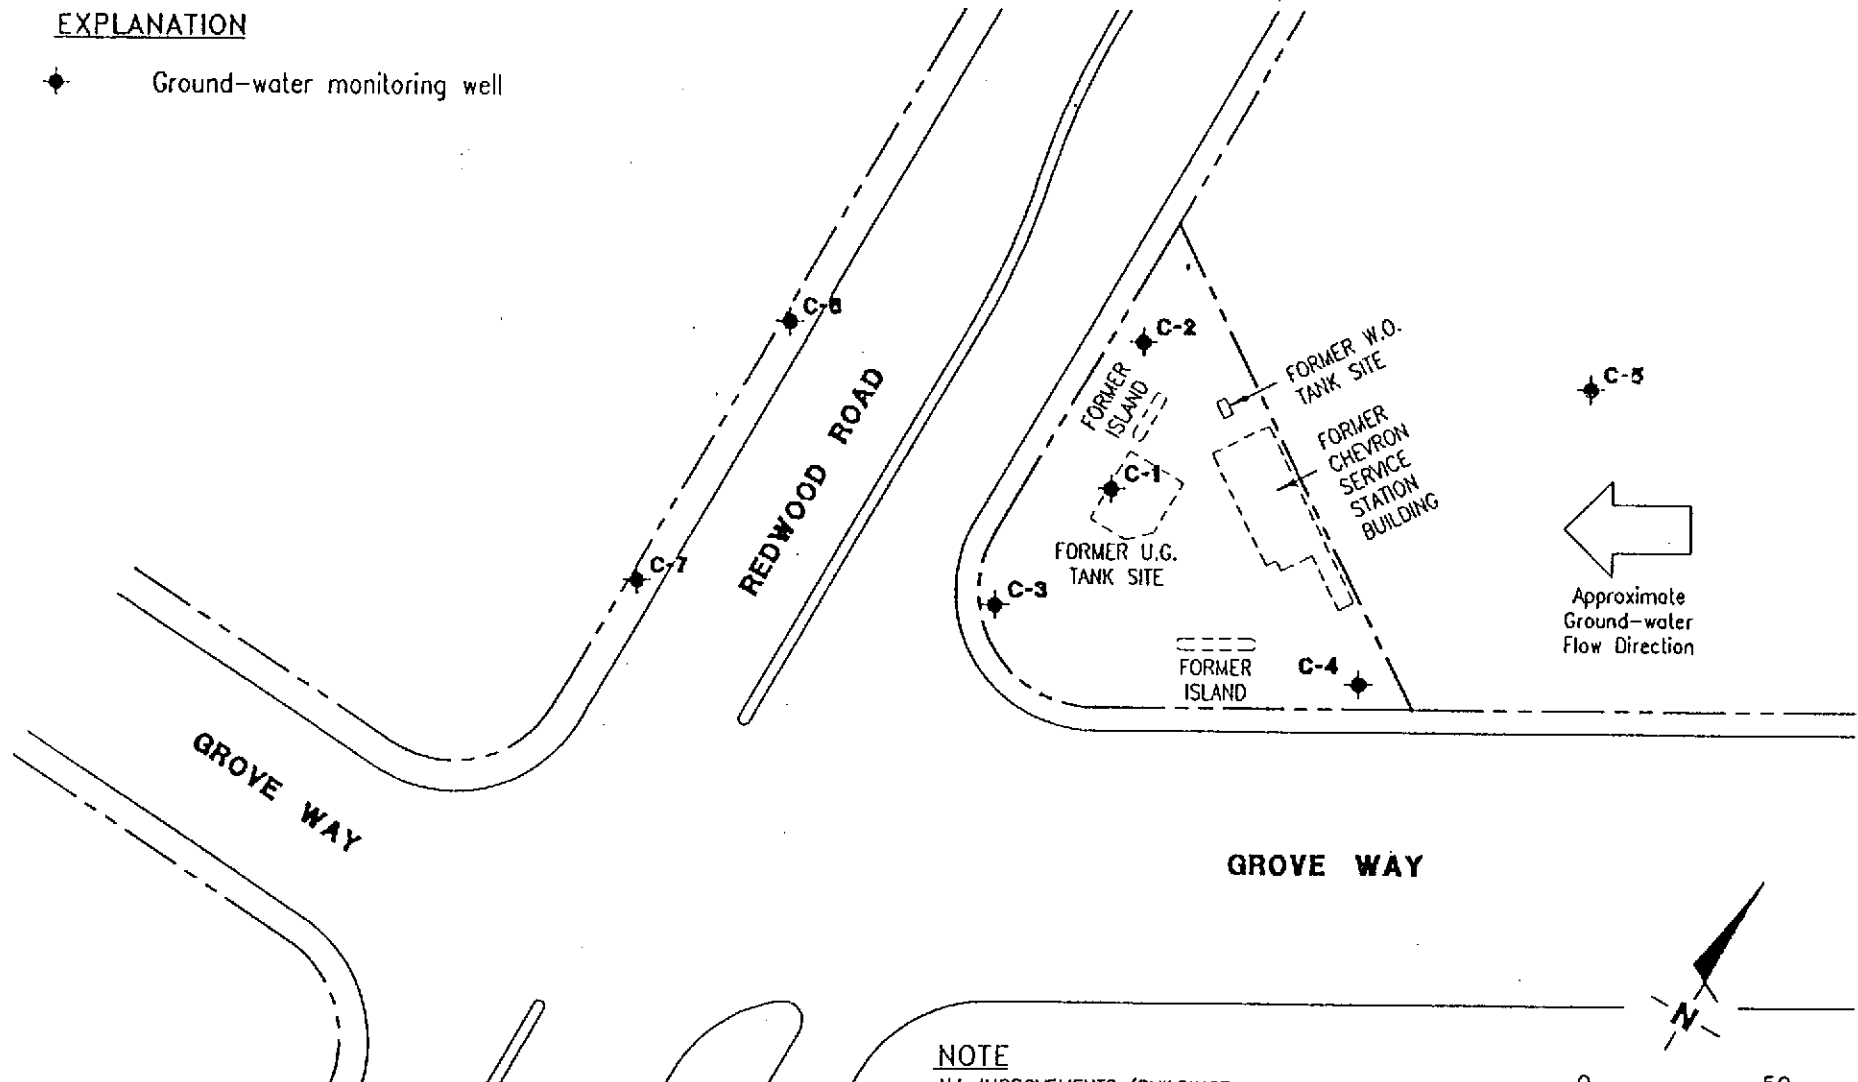 EXPLANATION
Ground-water monitoring well
C-6
C-2
FORMER W.O.
TANK SITE
C-5
FORMER
ISLAND
FORMER
CHEVRON
SERVICE
STATION
BUILDING
REDWOOD ROAD
C-1
FORMER U.G.
TANK SITE
C-7
C-3
Approximate
Ground-water
Flow Direction
FORMER
ISLAND
C-4
GROVE WAY
GROVE WAY
N
NOTE
0 50